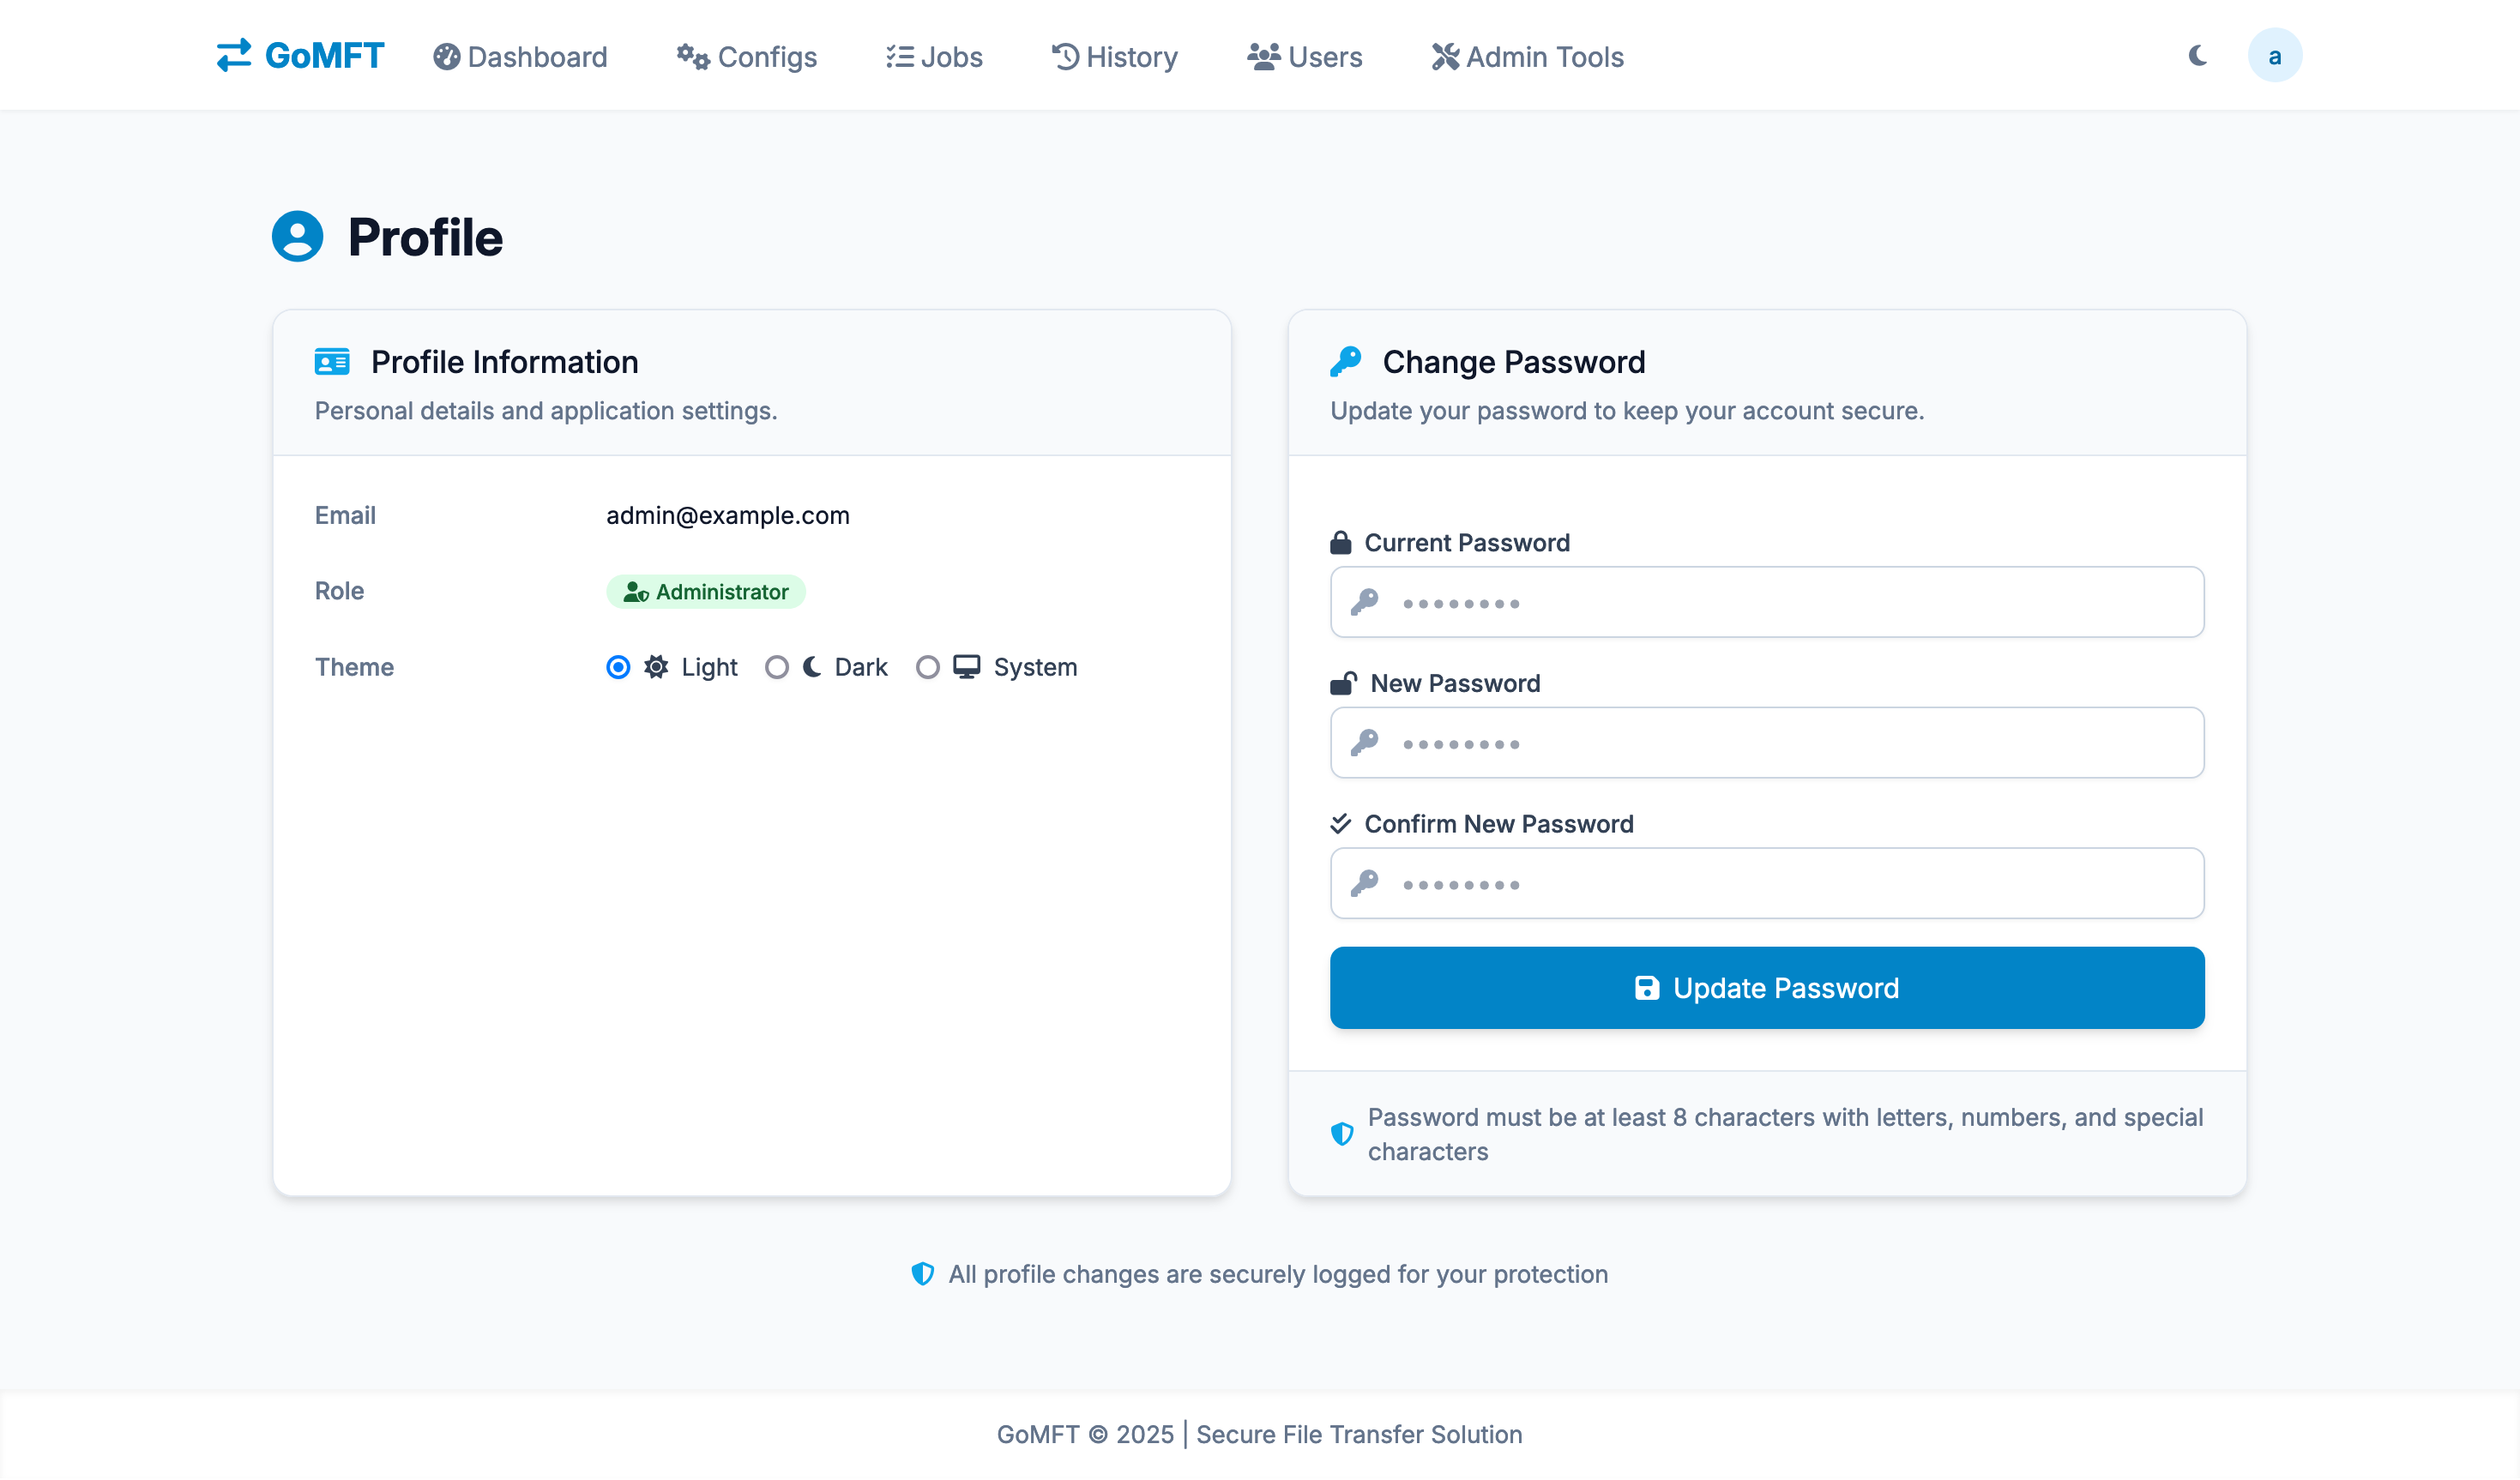 GoMFT Dashboard Configs Jobs History Users Admin Tools a
Profile
Profile Information
Personal details and application settings.
Email admin@example.com
Role Administrator
Theme Light Dark System
Change Password
Update your password to keep your account secure.
Current Password
••••••••
New Password
••••••••
Confirm New Password
••••••••
Update Password
Password must be at least 8 characters with letters, numbers, and special
characters
All profile changes are securely logged for your protection
GoMFT © 2025 | Secure File Transfer Solution